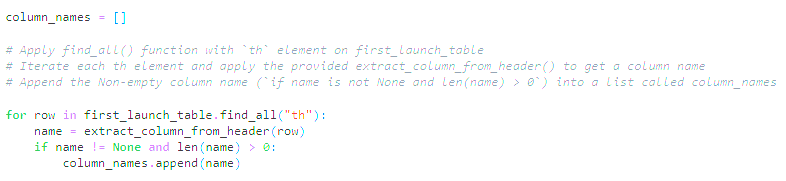 column_names = []
# Apply find_all() function with `th` element on first_launch_table
# Iterate each th element and apply the provided extract_column_from_header() to get a column name
# Append the Non-empty column name (`if name is not None and len(name) > 0`) into a list called column_names
for row in first_launch_table.find_all("th"):
    name = extract_column_from_header(row)
    if name != None and len(name) > 0:
        column_names.append(name)